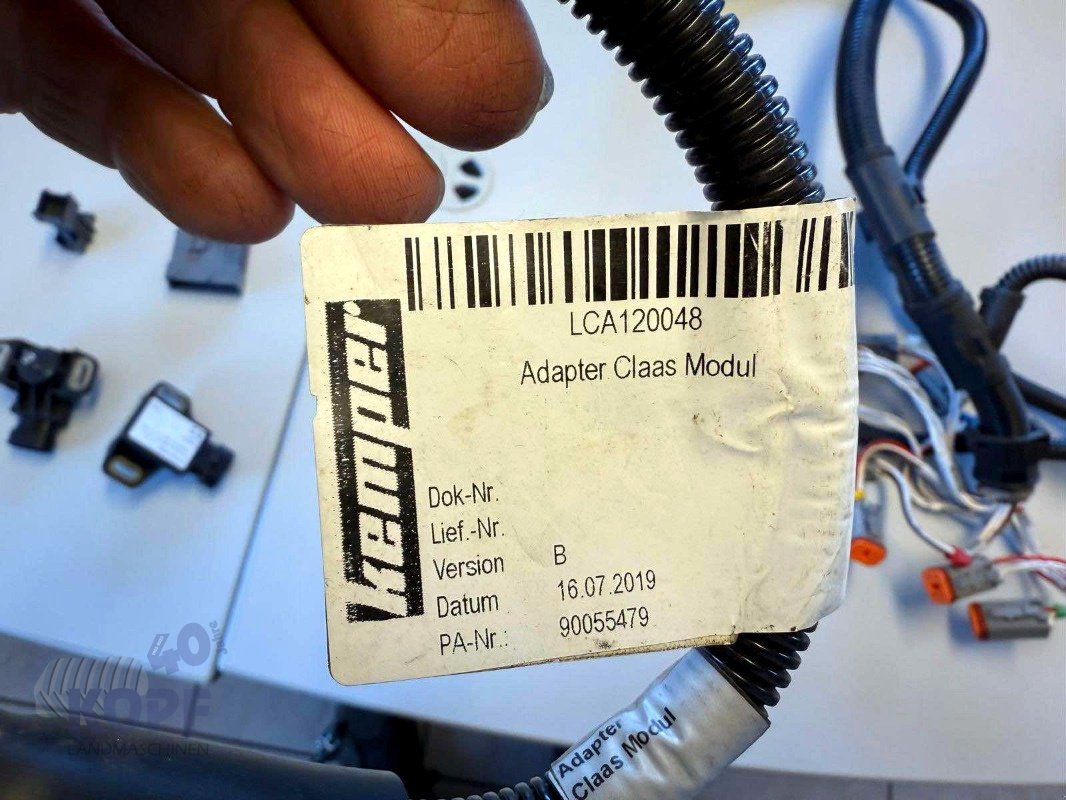 LCA120048
Adapter Claas Modul
kemper
Dok-Nr.
Lief.-Nr.
Version B
Datum 16.07.2019
PA-Nr.: 90055479
Adapter
Claas Modul
40
Jahre
KOPF
LANDMASCHINEN